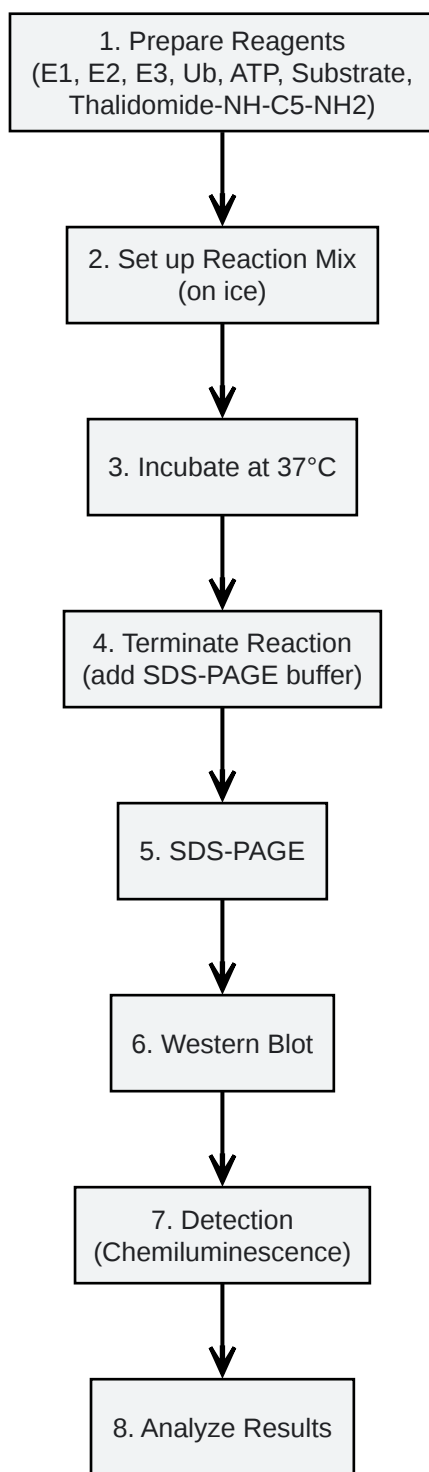 1. Prepare Reagents
(E1, E2, E3, Ub, ATP, Substrate,
Thalidomide-NH-C5-NH2)
2. Set up Reaction Mix
(on ice)
3. Incubate at 37°C
4. Terminate Reaction
(add SDS-PAGE buffer)
5. SDS-PAGE
6. Western Blot
7. Detection
(Chemiluminescence)
8. Analyze Results